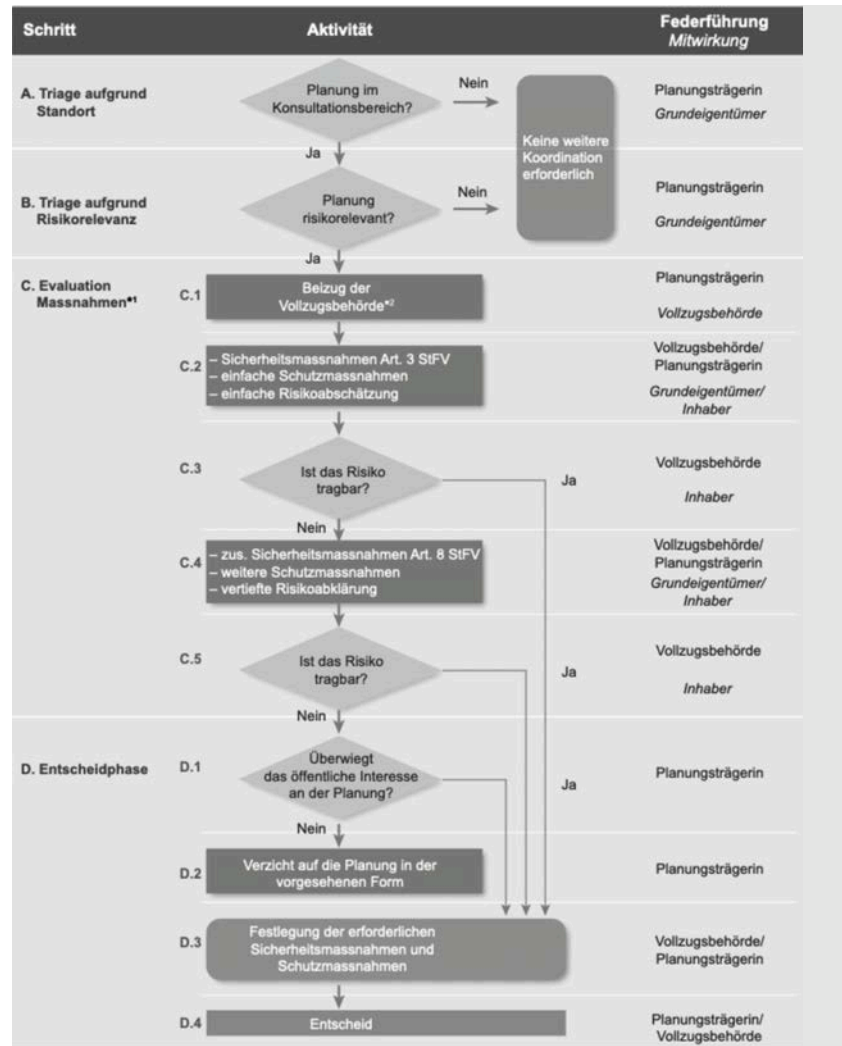 Schritt
Aktivität
Federführung
Mitwirkung
A. Triage aufgrund
Standort
Planung im
Konsultationsbereich?
Nein
Keine weitere
Koordination
erforderlich
Planungsträgerin
Grundeigentümer
Ja
B. Triage aufgrund
Risikorelevanz
Planung
risikorelevant?
Nein
Planungsträgerin
Grundeigentümer
Ja
C. Evaluation
Massnahmen*1
C.1
Beizug der
Vollzugsbehörde*2
Planungsträgerin
Vollzugsbehörde
C.2
– Sicherheitsmassnahmen Art. 3 StFV
– einfache Schutzmassnahmen
– einfache Risikoabschätzung
Vollzugsbehörde/
Planungsträgerin
Grundeigentümer/
Inhaber
C.3
Ist das Risiko
tragbar?
Ja
Vollzugsbehörde
Inhaber
Nein
C.4
– zus. Sicherheitsmassnahmen Art. 8 StFV
– weitere Schutzmassnahmen
– vertiefte Risikoabklärung
Vollzugsbehörde/
Planungsträgerin
Grundeigentümer/
Inhaber
C.5
Ist das Risiko
tragbar?
Ja
Vollzugsbehörde
Inhaber
Nein
D. Entscheidphase
D.1
Überwiegt
das öffentliche Interesse
an der Planung?
Ja
Planungsträgerin
Nein
D.2
Verzicht auf die Planung in der
vorgesehenen Form
Planungsträgerin
D.3
Festlegung der erforderlichen
Sicherheitsmassnahmen und
Schutzmassnahmen
Vollzugsbehörde/
Planungsträgerin
D.4
Entscheid
Planungsträgerin/
Vollzugsbehörde